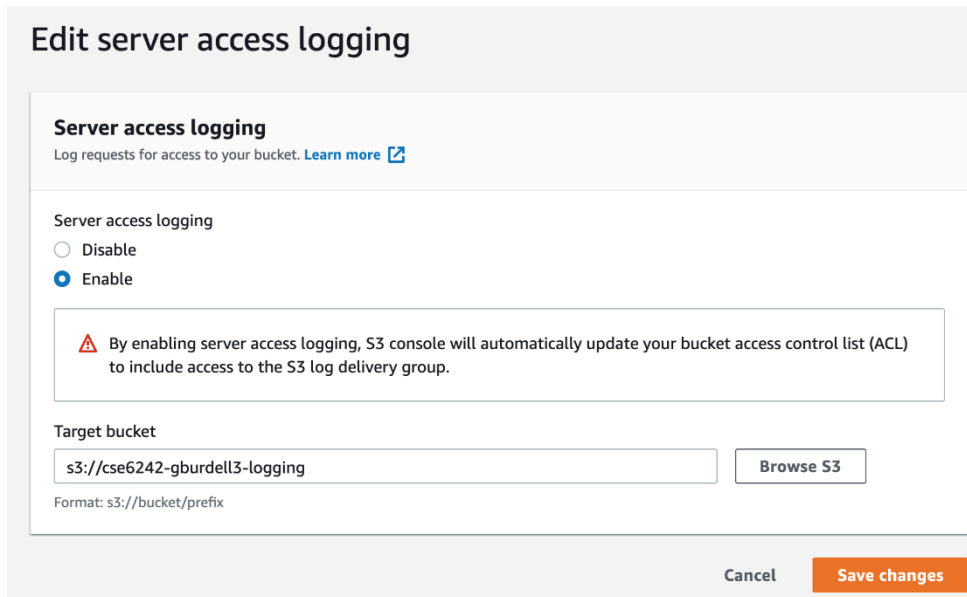 Edit server access logging
Server access logging
Log requests for access to your bucket. Learn more
Server access logging
Disable
Enable
By enabling server access logging, S3 console will automatically update your bucket access control list (ACL)
to include access to the S3 log delivery group.
Target bucket
s3://cse6242-gburdell3-logging
Browse S3
Format: s3://bucket/prefix
Cancel
Save changes